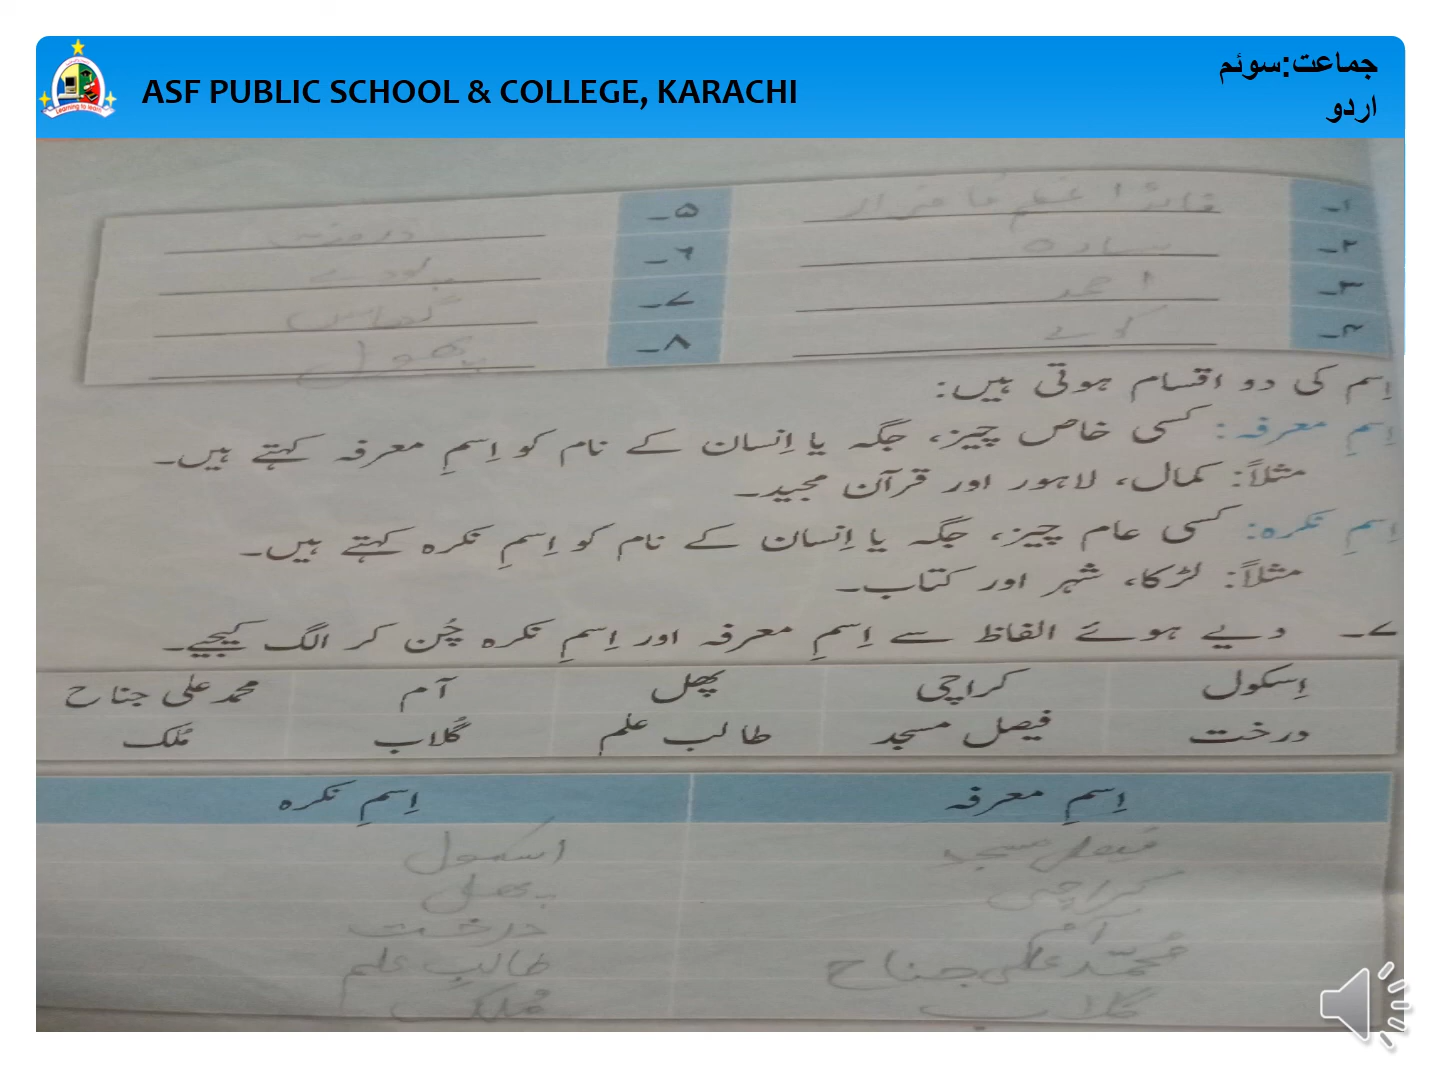 ASF PUBLIC SCHOOL & COLLEGE, KARACHI
جماعت:سوئم
اردو
Learning to learn
۱۔ قائد اعظم کا مزار
۲۔
۳۔ احمد
۴۔
۵۔ درخت
۶۔ پودے
۷۔ گھاس
۸۔ پھول
اِسم کی دو اقسام ہوتی ہیں:
اِسمِ معرفہ: کسی خاص چیز، جگہ یا اِنسان کے نام کو اِسمِ معرفہ کہتے ہیں۔
مثلاً: کمال، لاہور اور قرآن مجید۔
اِسمِ نکرہ: کسی عام چیز، جگہ یا اِنسان کے نام کو اِسمِ نکرہ کہتے ہیں۔
مثلاً: لڑکا، شہر اور کتاب۔
۷۔ دیے ہوئے الفاظ سے اِسمِ معرفہ اور اِسمِ نکرہ چُن کر الگ کیجیے۔
اِسکول کراچی پھل آم محمد علی جناح
درخت فیصل مسجد طالب علم گُلاب مُلک
اِسمِ معرفہ اِسمِ نکرہ
فیصل مسجد اسکول
کراچی پھل
آم درخت
مُحمّد علی جناح طالب علم
گلاب مُلک